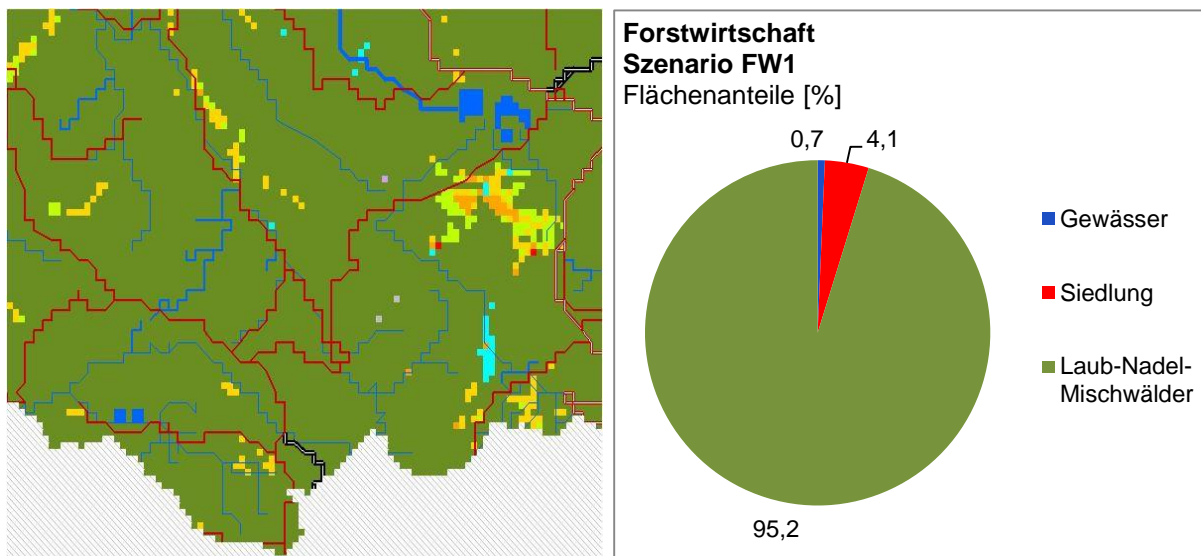 Forstwirtschaft
Szenario FW1
Flächenanteile [%]
0,7
4,1
Gewässer
Siedlung
Laub-Nadel-
Mischwälder
95,2